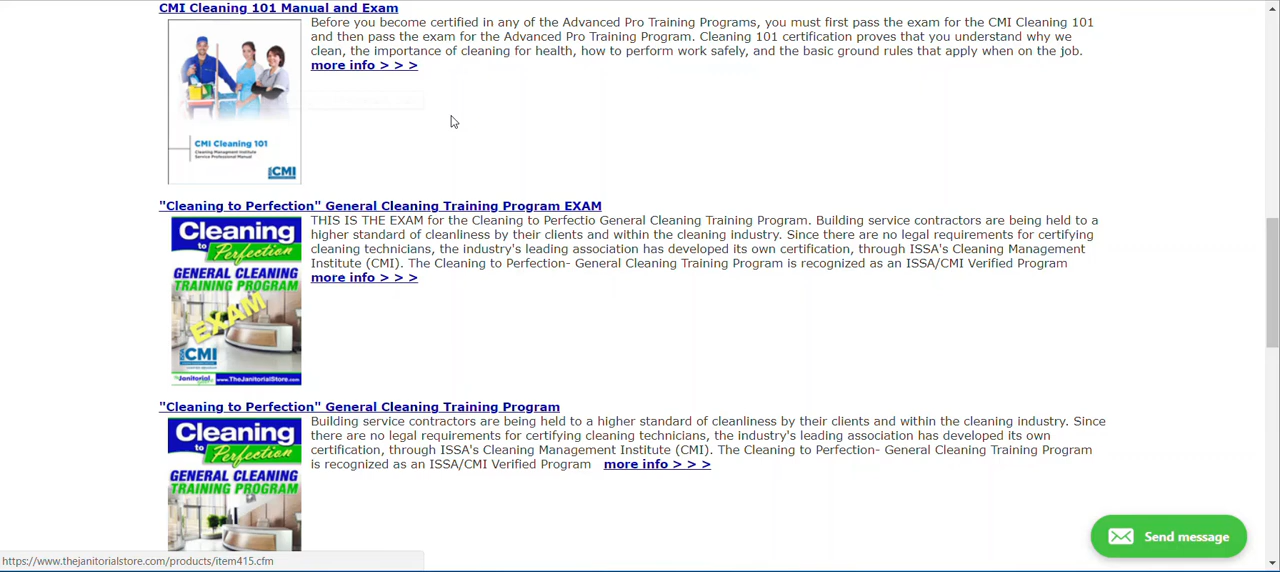 CMI Cleaning 101 Manual and Exam
Before you become certified in any of the Advanced Pro Training Programs, you must first pass the exam for the CMI Cleaning 101
and then pass the exam for the Advanced Pro Training Program. Cleaning 101 certification proves that you understand why we
clean, the importance of cleaning for health, how to perform work safely, and the basic ground rules that apply when on the job.
more info > > >
CMI Cleaning 101
Cleaning Management Institute
Service Professional Manual
CMI
"Cleaning to Perfection" General Cleaning Training Program EXAM
THIS IS THE EXAM for the Cleaning to Perfectio General Cleaning Training Program. Building service contractors are being held to a
higher standard of cleanliness by their clients and within the cleaning industry. Since there are no legal requirements for certifying
cleaning technicians, the industry's leading association has developed its own certification, through ISSA's Cleaning Management
Institute (CMI). The Cleaning to Perfection- General Cleaning Training Program is recognized as an ISSA/CMI Verified Program
more info > > >
Cleaning
to Perfection
GENERAL CLEANING
TRAINING PROGRAM
EXAM
CMI
the Janitorial Store www.TheJanitorialStore.com
"Cleaning to Perfection" General Cleaning Training Program
Building service contractors are being held to a higher standard of cleanliness by their clients and within the cleaning industry. Since
there are no legal requirements for certifying cleaning technicians, the industry's leading association has developed its own
certification, through ISSA's Cleaning Management Institute (CMI). The Cleaning to Perfection- General Cleaning Training Program
is recognized as an ISSA/CMI Verified Program more info > > >
Cleaning
to Perfection
GENERAL CLEANING
TRAINING PROGRAM
Send message
https://www.thejanitorialstore.com/products/item415.cfm